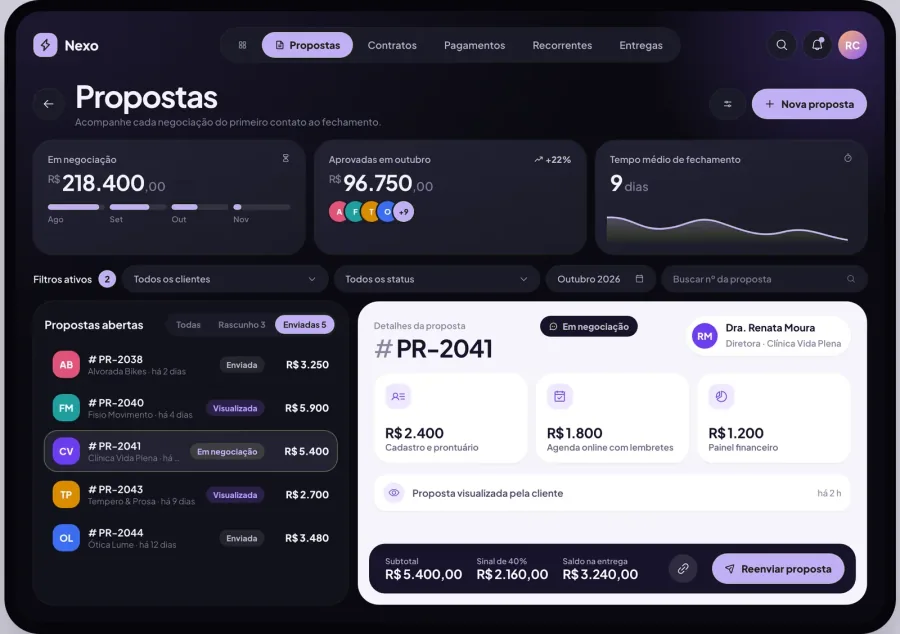 Nexo
Propostas
Contratos
Pagamentos
Recorrentes
Entregas
RC
Propostas
Acompanhe cada negociação do primeiro contato ao fechamento.
Nova proposta
Em negociação
R$ 218.400,00
Ago
Set
Out
Nov
Aprovadas em outubro
+22%
R$ 96.750,00
A
F
T
O
+9
Tempo médio de fechamento
9 dias
Filtros ativos 2
Todos os clientes
Todos os status
Outubro 2026
Buscar nº da proposta
Propostas abertas
Todas
Rascunho 3
Enviadas 5
AB
# PR-2038
Alvorada Bikes · há 2 dias
Enviada
R$ 3.250
FM
# PR-2040
Fisio Movimento · há 4 dias
Visualizada
R$ 5.900
CV
# PR-2041
Clínica Vida Plena · há ...
Em negociação
R$ 5.400
TP
# PR-2043
Tempero & Prosa · há 9 dias
Visualizada
R$ 2.700
OL
# PR-2044
Ótica Lume · há 12 dias
Enviada
R$ 3.480
Detalhes da proposta
# PR-2041
Em negociação
RM
Dra. Renata Moura
Diretora · Clínica Vida Plena
R$ 2.400
Cadastro e prontuário
R$ 1.800
Agenda online com lembretes
R$ 1.200
Painel financeiro
Proposta visualizada pela cliente
há 2 h
Subtotal
R$ 5.400,00
Sinal de 40%
R$ 2.160,00
Saldo na entrega
R$ 3.240,00
Reenviar proposta